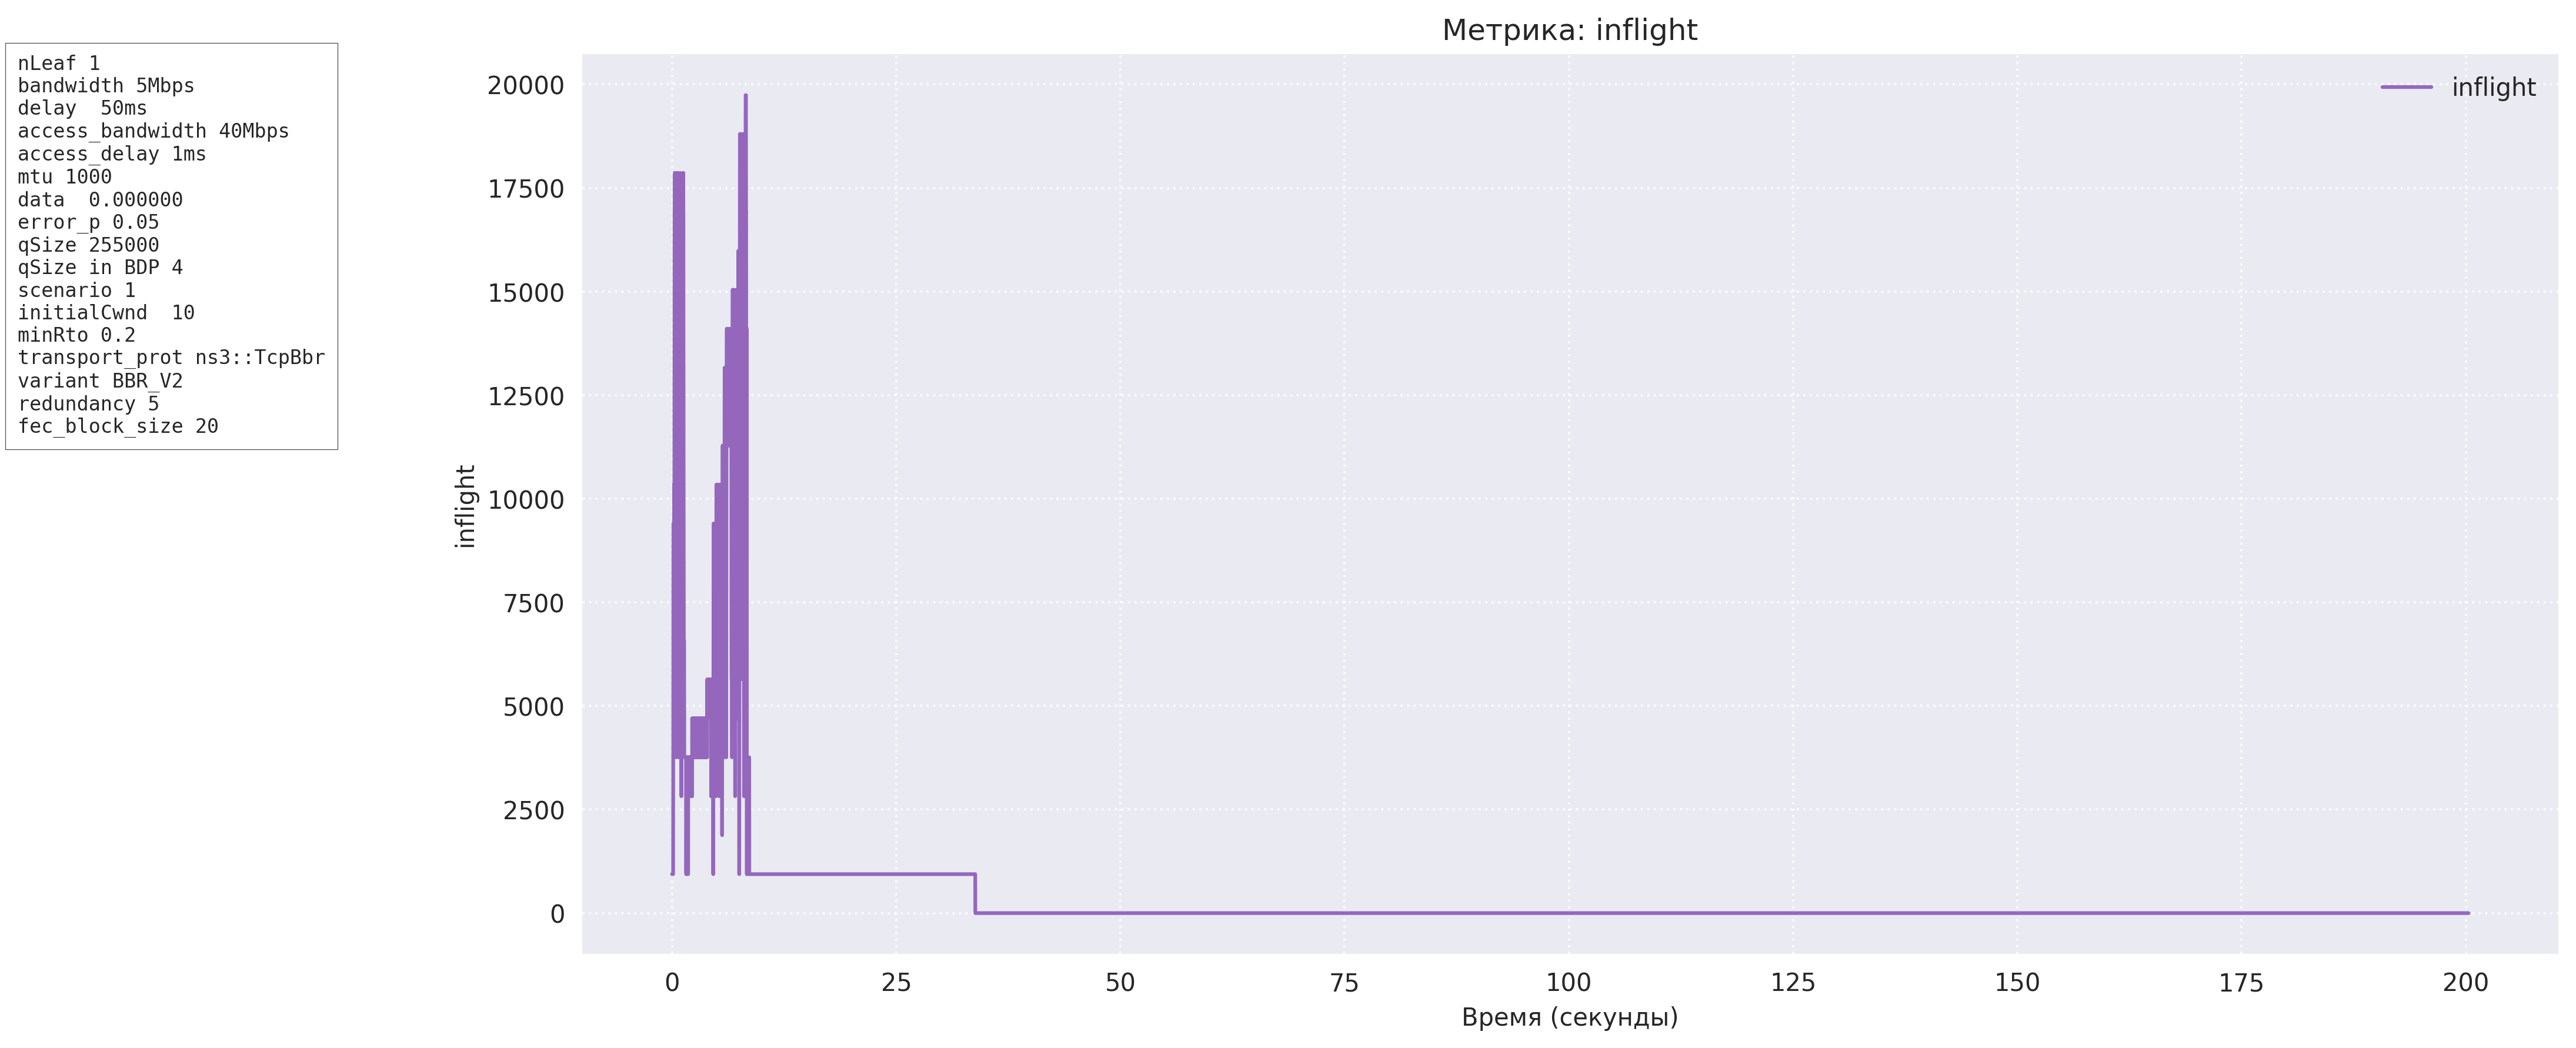 Метрика: inflight
nLeaf 1
bandwidth 5Mbps
delay  50ms
access_bandwidth 40Mbps
access_delay 1ms
mtu 1000
data  0.000000
error_p 0.05
qSize 255000
qSize in BDP 4
scenario 1
initialCwnd  10
minRto 0.2
transport_prot ns3::TcpBbr
variant BBR_V2
redundancy 5
fec_block_size 20
inflight
20000
17500
15000
12500
10000
7500
5000
2500
0
inflight
0
25
50
75
100
125
150
175
200
Время (секунды)